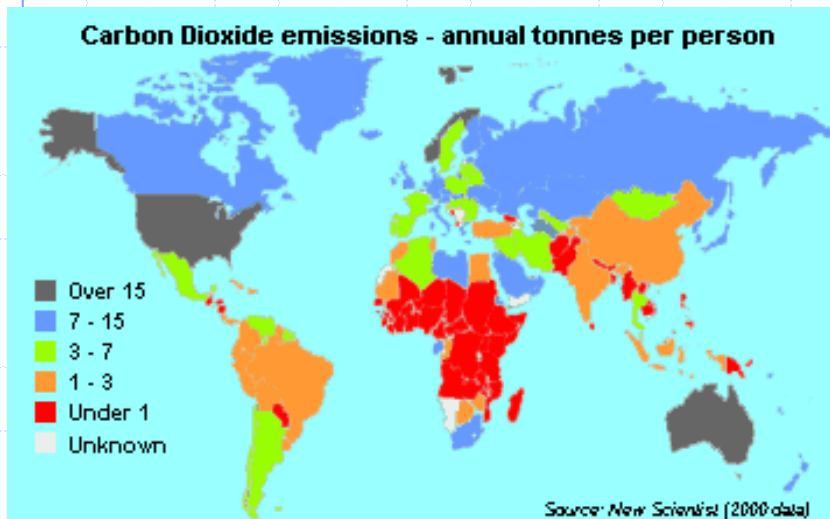 Carbon Dioxide emissions - annual tonnes per person
Over 15
7 - 15
3 - 7
1 - 3
Under 1
Unknown
Source: New Scientist (2000 data)